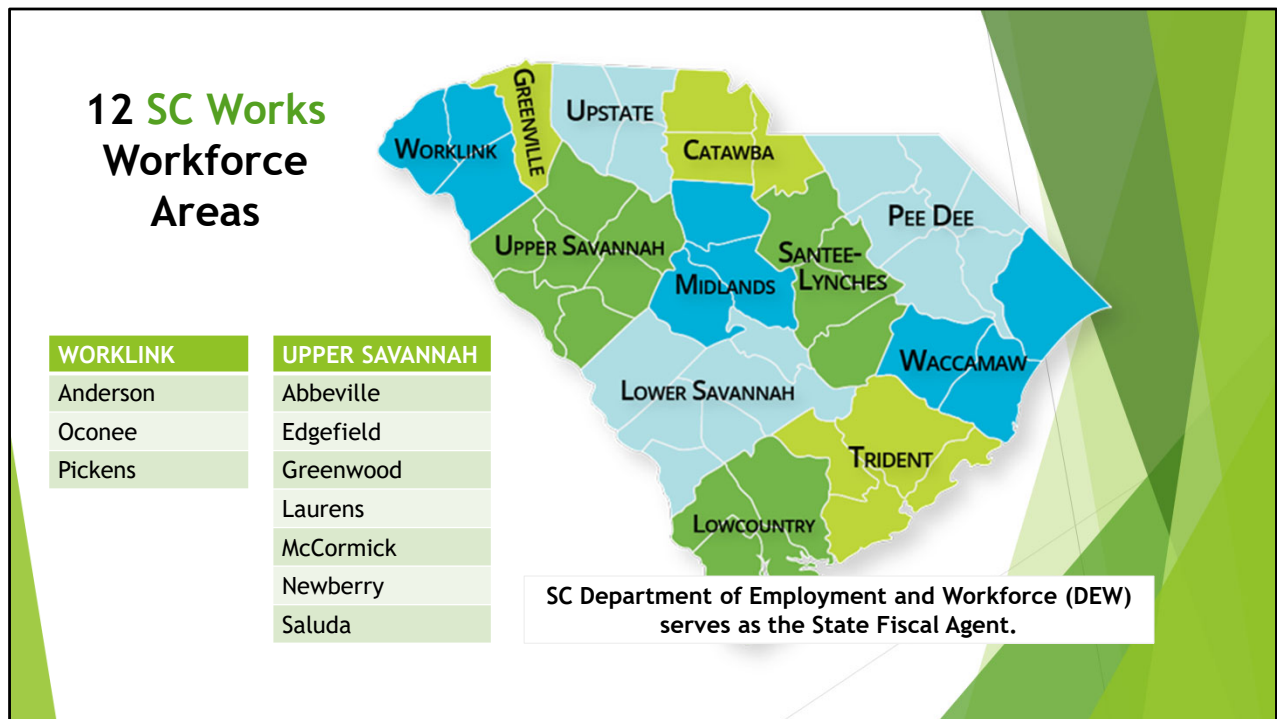 12 SC Works
Workforce
Areas
WORKLINK
Anderson
Oconee
Pickens
UPPER SAVANNAH
Abbeville
Edgefield
Greenwood
Laurens
McCormick
Newberry
Saluda
WORKLINK
GREENVILLE
UPSTATE
CATAWBA
PEE DEE
UPPER SAVANNAH
SANTEE-
LYNCHES
MIDLANDS
WACCAMAW
LOWER SAVANNAH
TRIDENT
LOWCOUNTRY
SC Department of Employment and Workforce (DEW)
serves as the State Fiscal Agent.